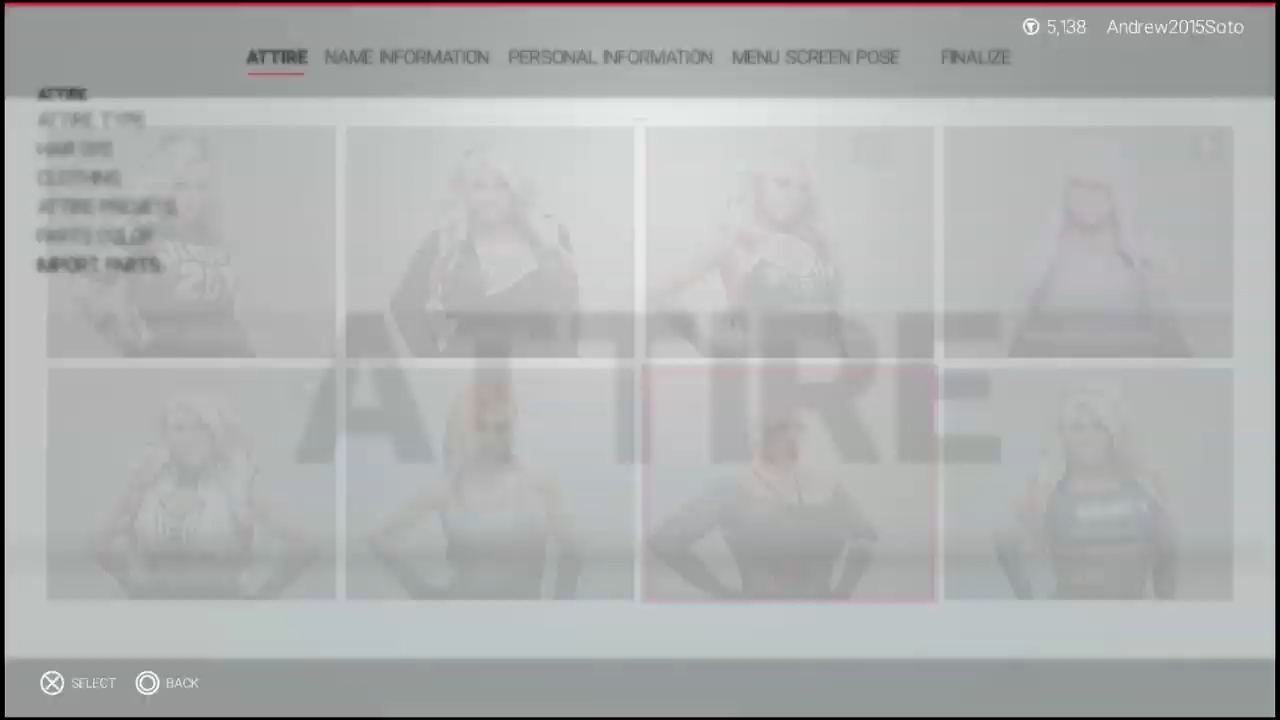 5,138 Andrew2015Soto
ATTIRE NAME INFORMATION PERSONAL INFORMATION MENU SCREEN POSE FINALIZE
ATTIRE
ATTIRE TYPE
HAIR DYE
CLOTHING
ATTIRE PRESETS
PARTS COLOR
IMPORT PARTS
ATTIRE
SELECT BACK